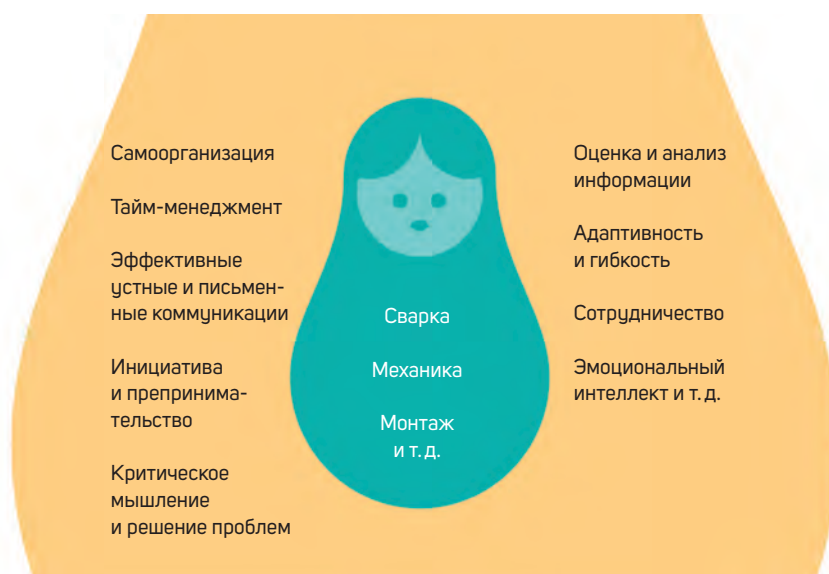 Самоорганизация
Тайм-менеджмент
Эффективные
устные и письмен-
ные коммуникации
Инициатива
и препринима-
тельство
Критическое
мышление
и решение проблем
Сварка
Механика
Монтаж
и т. д.
Оценка и анализ
информации
Адаптивность
и гибкость
Сотрудничество
Эмоциональный
интеллект и т. д.